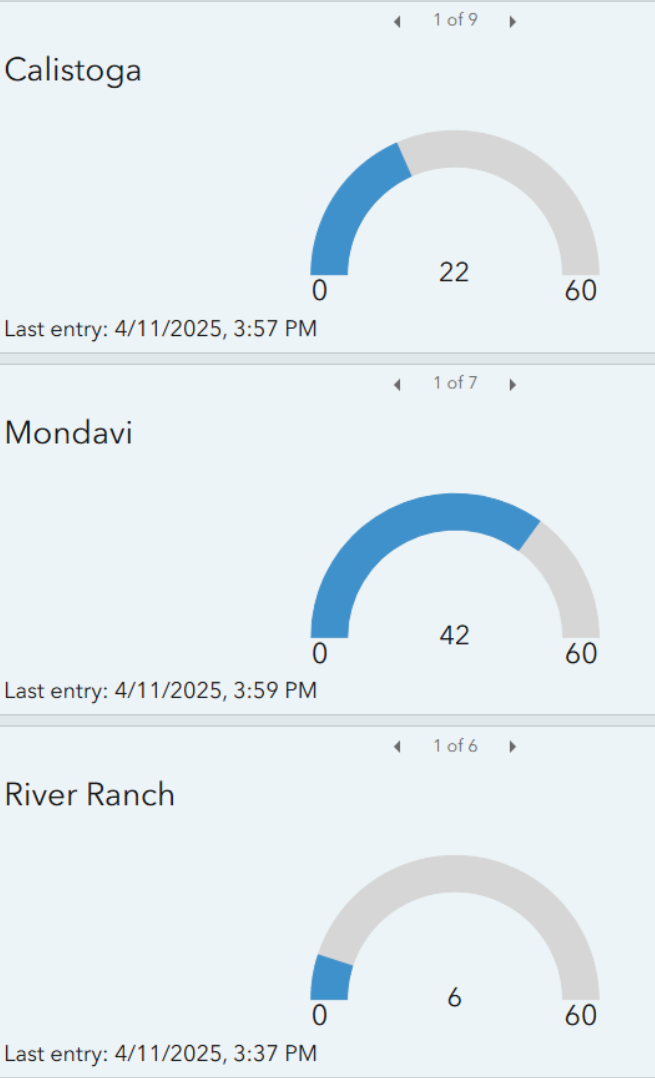 1 of 9
Calistoga
22
0 60
Last entry: 4/11/2025, 3:57 PM
1 of 7
Mondavi
42
0 60
Last entry: 4/11/2025, 3:59 PM
1 of 6
River Ranch
6
0 60
Last entry: 4/11/2025, 3:37 PM